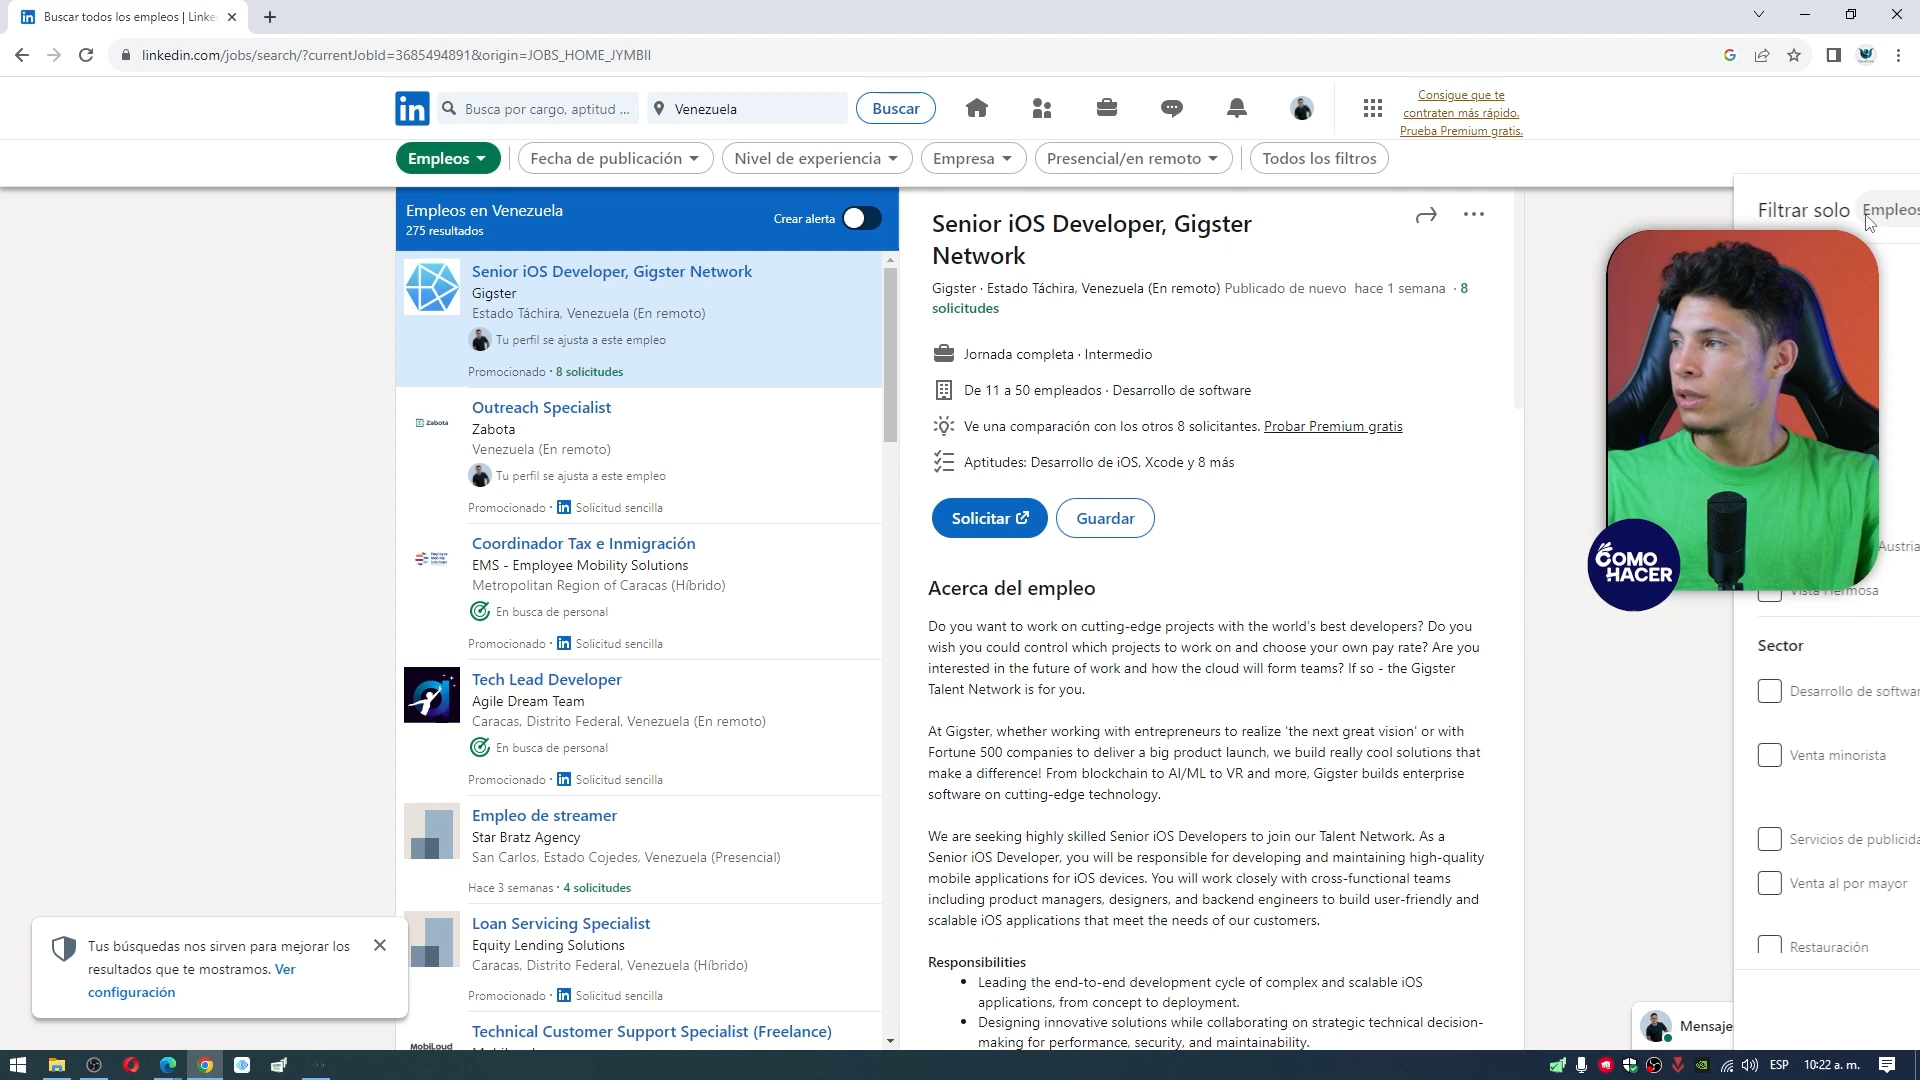 Buscar todos los empleos | Linke
linkedin.com/jobs/search/?currentJobId=3685494891&origin=JOBS_HOME_JYMBII
in
Busca por cargo, aptitud ...
Venezuela
Buscar
Consigue que te
contraten más rápido.
Prueba Premium gratis.
Empleos
Fecha de publicación
Nivel de experiencia
Empresa
Presencial/en remoto
Todos los filtros
Empleos en Venezuela
275 resultados
Crear alerta
Senior iOS Developer, Gigster Network
Gigster
Estado Táchira, Venezuela (En remoto)
Tu perfil se ajusta a este empleo
Promocionado · 8 solicitudes
Zabota
Outreach Specialist
Zabota
Venezuela (En remoto)
Tu perfil se ajusta a este empleo
Promocionado · in Solicitud sencilla
Coordinador Tax e Inmigración
EMS - Employee Mobility Solutions
Metropolitan Region of Caracas (Híbrido)
En busca de personal
Promocionado · in Solicitud sencilla
Tech Lead Developer
Agile Dream Team
Caracas, Distrito Federal, Venezuela (En remoto)
En busca de personal
Promocionado · in Solicitud sencilla
Empleo de streamer
Star Bratz Agency
San Carlos, Estado Cojedes, Venezuela (Presencial)
Hace 3 semanas · 4 solicitudes
Loan Servicing Specialist
Equity Lending Solutions
Caracas, Distrito Federal, Venezuela (Híbrido)
Promocionado · in Solicitud sencilla
Technical Customer Support Specialist (Freelance)
Senior iOS Developer, Gigster
Network
Gigster · Estado Táchira, Venezuela (En remoto) Publicado de nuevo hace 1 semana · 8
solicitudes
Jornada completa · Intermedio
De 11 a 50 empleados · Desarrollo de software
Ve una comparación con los otros 8 solicitantes. Probar Premium gratis
Aptitudes: Desarrollo de iOS, Xcode y 8 más
Solicitar
Guardar
Acerca del empleo
Do you want to work on cutting-edge projects with the world's best developers? Do you
wish you could control which projects to work on and choose your own pay rate? Are you
interested in the future of work and how the cloud will form teams? If so - the Gigster
Talent Network is for you.
At Gigster, whether working with entrepreneurs to realize 'the next great vision' or with
Fortune 500 companies to deliver a big product launch, we build really cool solutions that
make a difference! From blockchain to AI/ML to VR and more, Gigster builds enterprise
software on cutting-edge technology.
We are seeking highly skilled Senior iOS Developers to join our Talent Network. As a
Senior iOS Developer, you will be responsible for developing and maintaining high-quality
mobile applications for iOS devices. You will work closely with cross-functional teams
including product managers, designers, and backend engineers to build user-friendly and
scalable iOS applications that meet the needs of our customers.
Responsibilities
• Leading the end-to-end development cycle of complex and scalable iOS
applications, from concept to deployment.
• Designing innovative solutions while collaborating on strategic technical decision-
making for performance, security, and maintainability.
Filtrar solo Empleos
COMO
HACER
Austria
Vista Hermosa
Sector
Desarrollo de softwar
Venta minorista
Servicios de publicida
Venta al por mayor
Restauración
Mensaje
Tus búsquedas nos sirven para mejorar los
resultados que te mostramos. Ver
configuración
ESP
10:22 a. m.